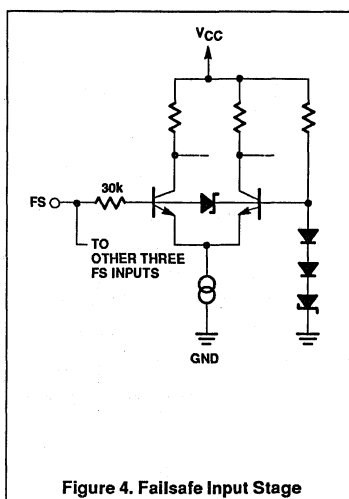 VCC
30k
FS
TO
OTHER THREE
FS INPUTS
GND
Figure 4. Failsafe Input Stage